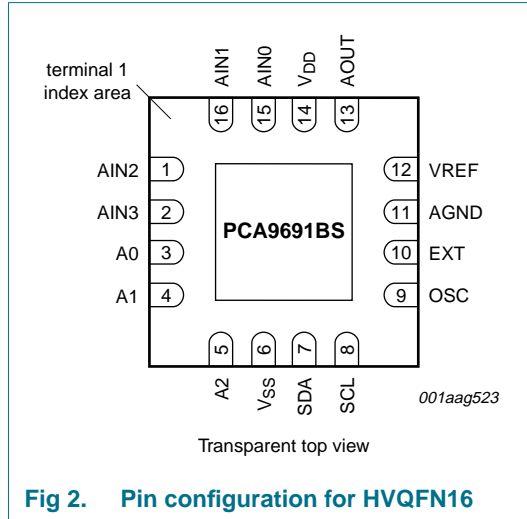 terminal 1
index area
AIN1
AIN0
VDD
AOUT
16
15
14
13
AIN2 1
12 VREF
AIN3 2
11 AGND
PCA9691BS
A0 3
10 EXT
A1 4
9 OSC
5
6
7
8
A2
VSS
SDA
SCL
001aag523
Transparent top view
Fig 2. Pin configuration for HVQFN16